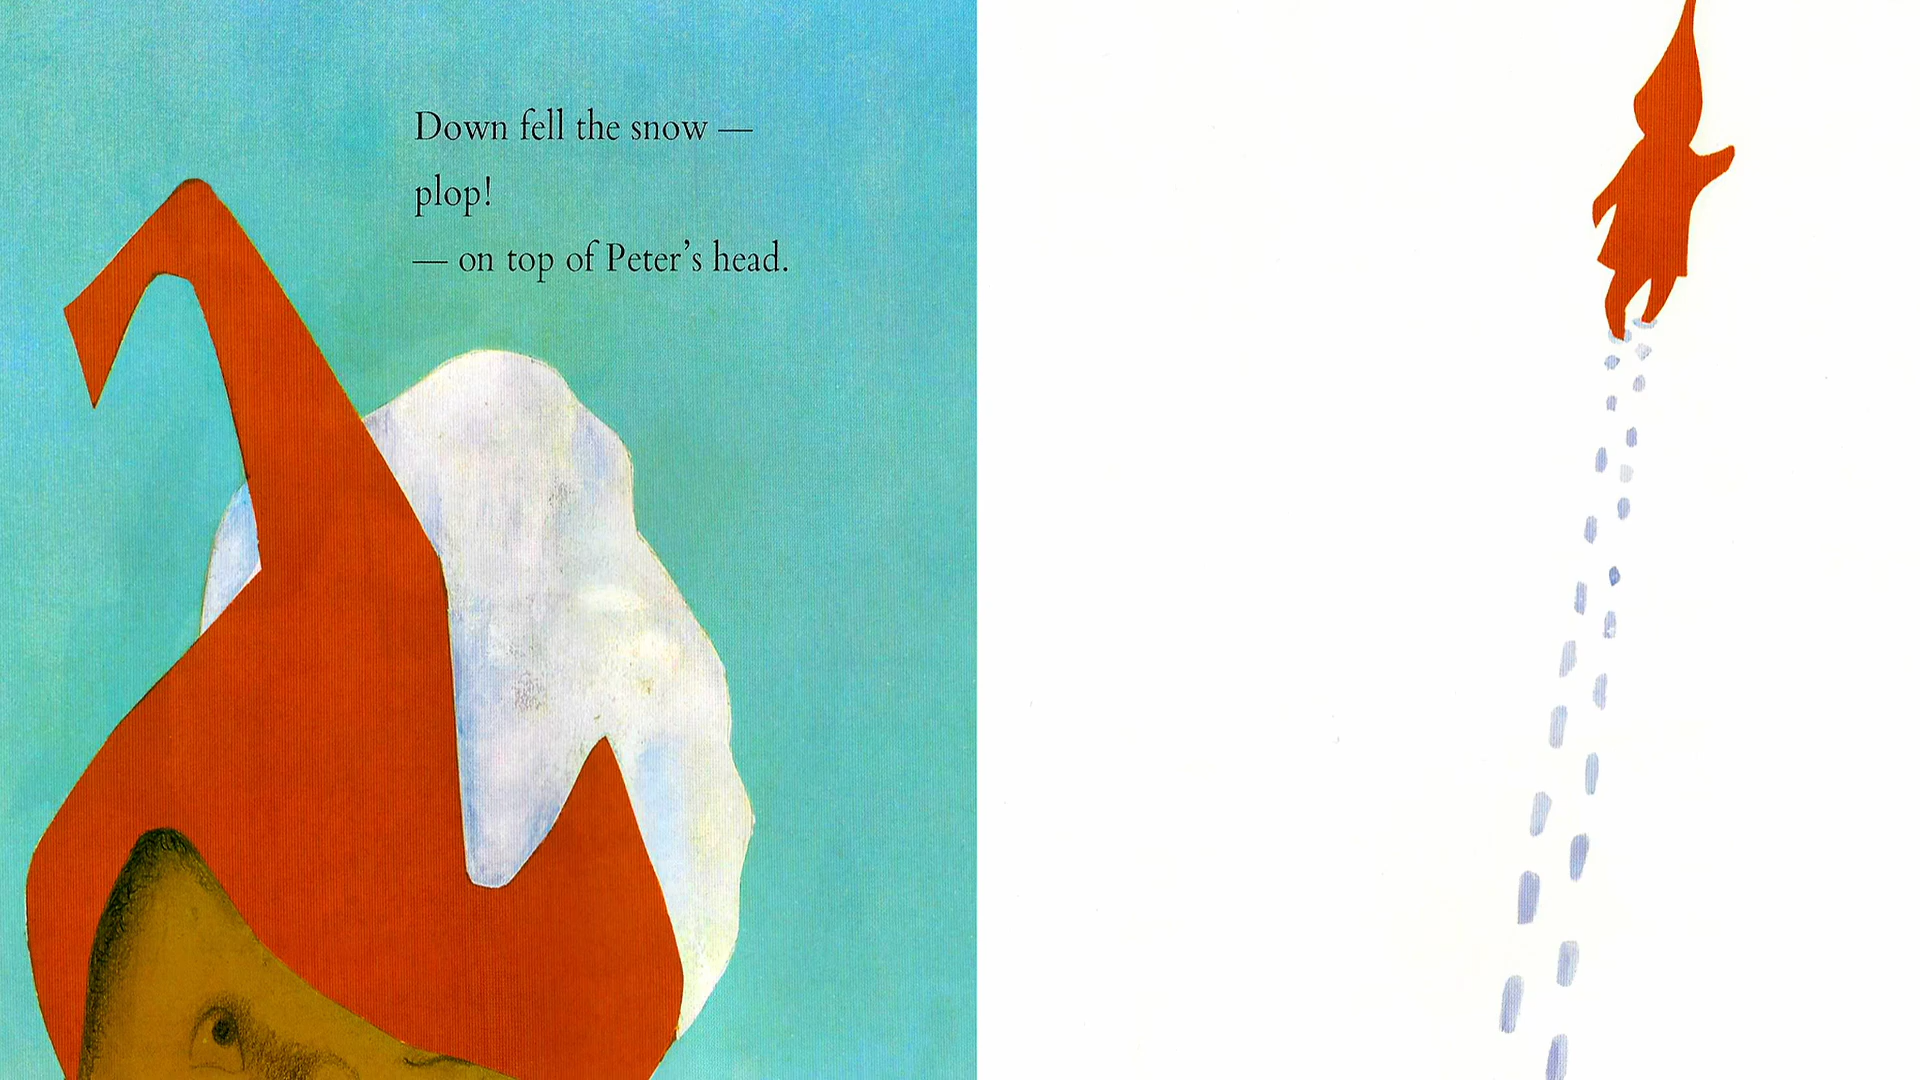 Down fell the snow —
plop!
— on top of Peter’s head.